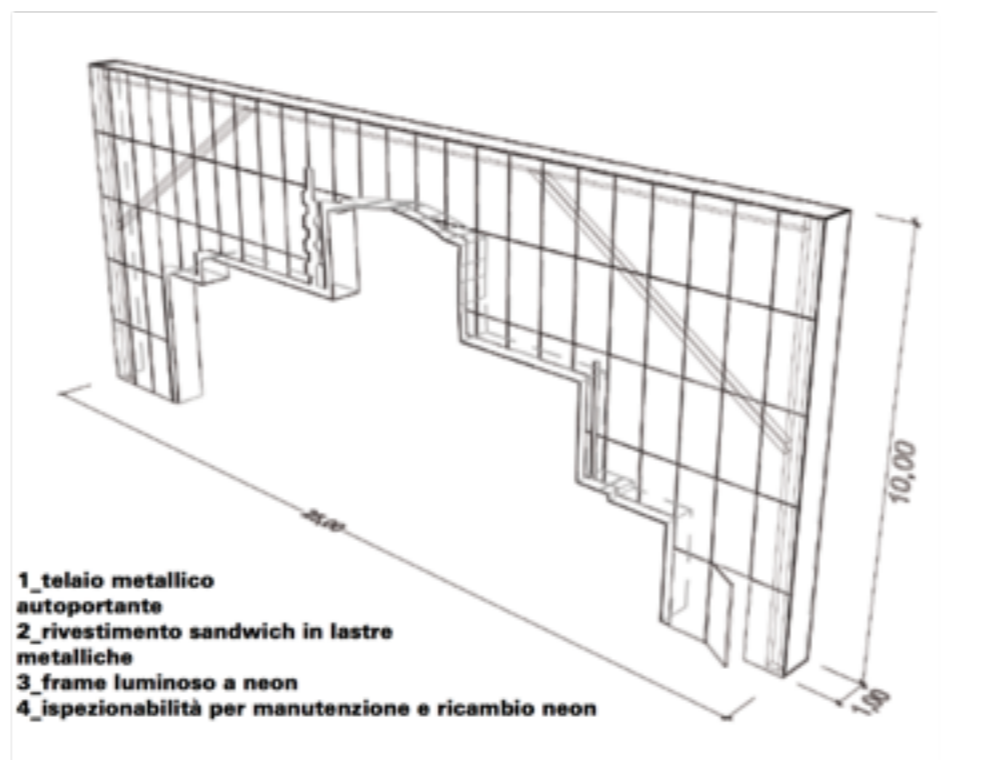 10,00
1,00
1_telaio metallico
autoportante
2_rivestimento sandwich in lastre
metalliche
3_frame luminoso a neon
4_ispezionabilità per manutenzione e ricambio neon